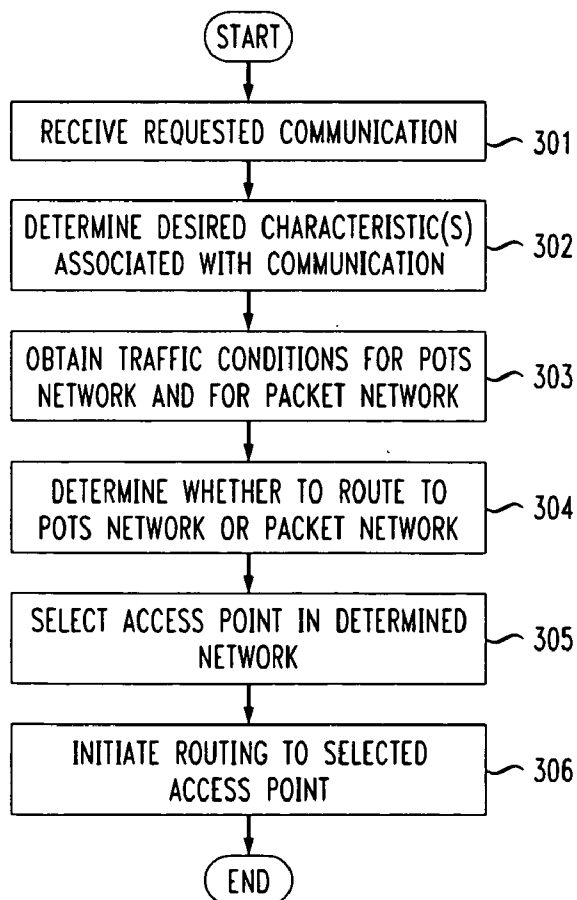 START
RECEIVE REQUESTED COMMUNICATION
301
DETERMINE DESIRED CHARACTERISTIC(S)
ASSOCIATED WITH COMMUNICATION
302
OBTAIN TRAFFIC CONDITIONS FOR POTS
NETWORK AND FOR PACKET NETWORK
303
DETERMINE WHETHER TO ROUTE TO
POTS NETWORK OR PACKET NETWORK
304
SELECT ACCESS POINT IN DETERMINED
NETWORK
305
INITIATE ROUTING TO SELECTED
ACCESS POINT
306
END